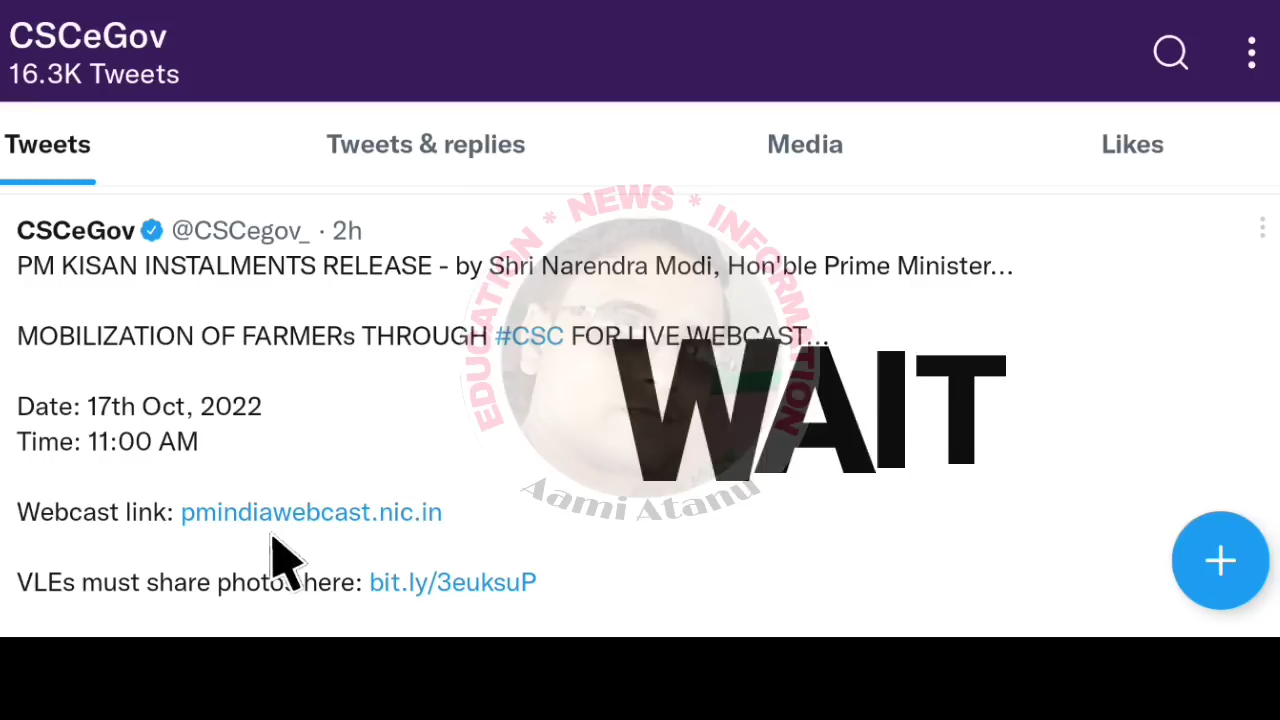 CSCeGov
16.3K Tweets
Tweets Tweets & replies Media Likes
CSCeGov @CSCegov_ · 2h
PM KISAN INSTALMENTS RELEASE - by Shri Narendra Modi, Hon'ble Prime Minister...
MOBILIZATION OF FARMERs THROUGH #CSC FOR LIVE WEBCAST...
Date: 17th Oct, 2022
Time: 11:00 AM
Webcast link: pmindiawebcast.nic.in
VLEs must share photos here: bit.ly/3euksuP
EDUCATION * NEWS * INFORMATION
Aami Atanu
WAIT